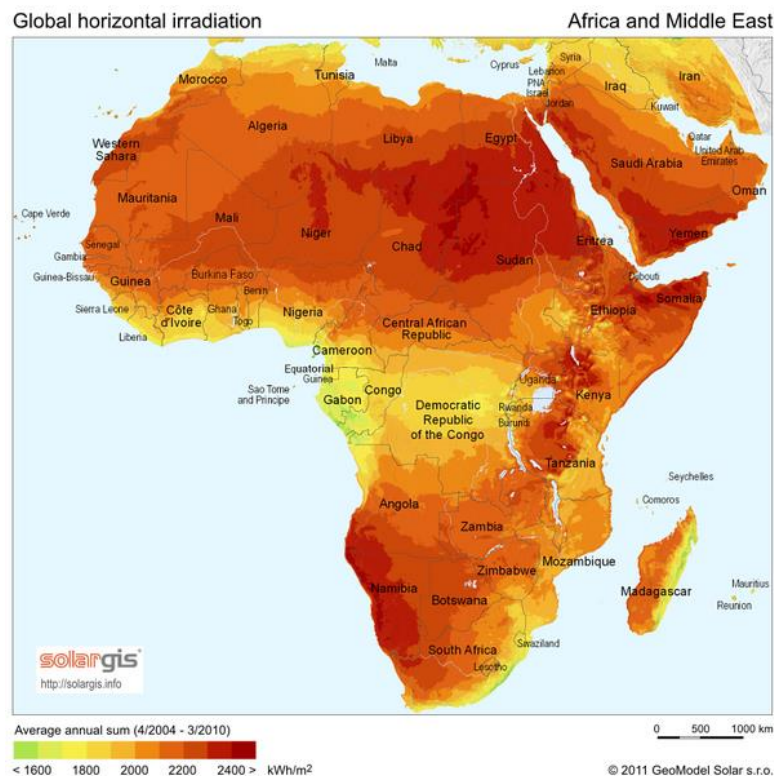 Global horizontal irradiation
Africa and Middle East
Morocco
Tunisia
Malta
Cyprus
Lebanon
PNA
Israel
Jordan
Syria
Iraq
Iran
Kuwait
Algeria
Libya
Egypt
Western
Sahara
Saudi Arabia
Qatar
United Arab
Emirates
Oman
Mauritania
Mali
Niger
Chad
Sudan
Eritrea
Yemen
Cape Verde
Senegal
Gambia
Guinea-Bissau
Guinea
Burkina Faso
Benin
Djibouti
Somalia
Ethiopia
Sierra Leone
Côte
d'Ivoire
Ghana
Togo
Nigeria
Liberia
Central African
Republic
Cameroon
Equatorial
Guinea
Sao Tome
and Principe
Gabon
Congo
Democratic
Republic
of the Congo
Uganda
Kenya
Rwanda
Burundi
Tanzania
Seychelles
Comoros
Angola
Zambia
Mozambique
Zimbabwe
Madagascar
Mauritius
Reunion
Namibia
Botswana
South Africa
Swaziland
Lesotho
solargis
http://solargis.info
Average annual sum (4/2004 - 3/2010)
< 1600 1800 2000 2200 2400 > kWh/m²
0 500 1000 km
© 2011 GeoModel Solar s.r.o.